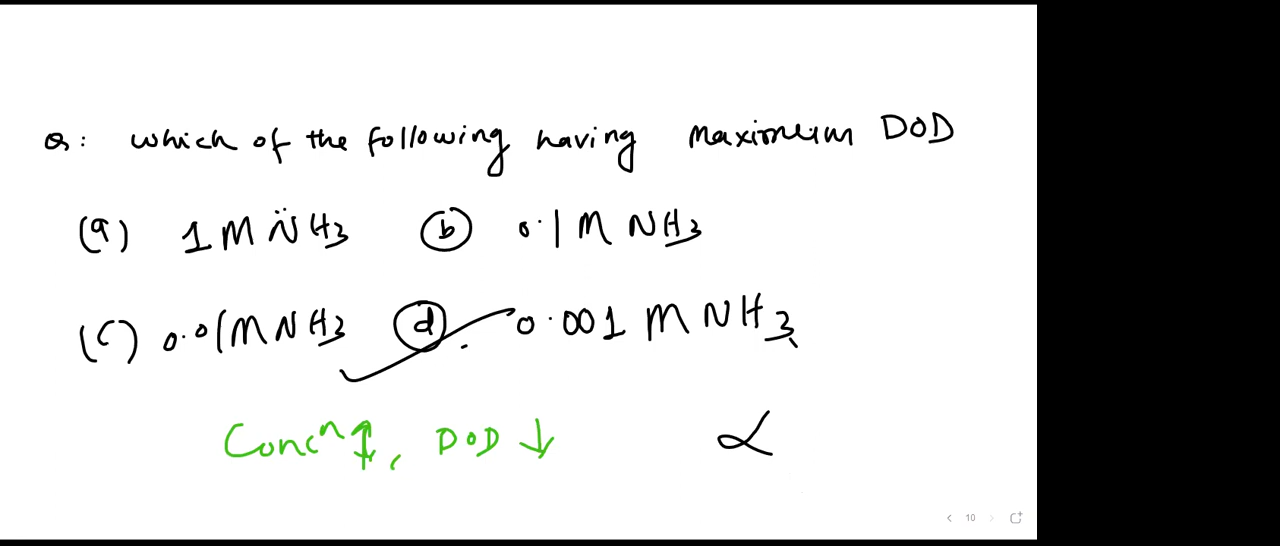 Q: which of the following having maximum DOD
(a) 1 M N̈H3 (b) 0.1 M NH3
(c) 0.01 M NH3 (d) 0.001 M NH3
Concⁿ ↑, DOD ↓ α
< 10 >